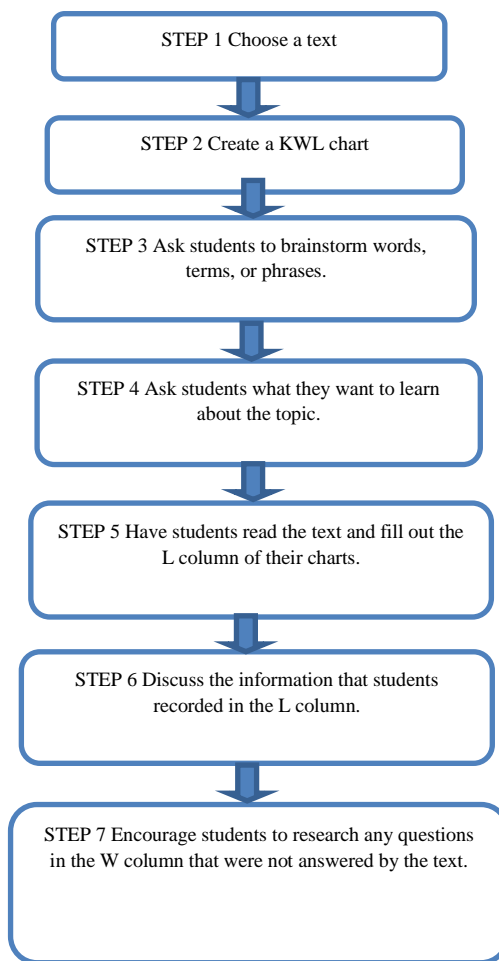 STEP 1 Choose a text
STEP 2 Create a KWL chart
STEP 3 Ask students to brainstorm words,
terms, or phrases.
STEP 4 Ask students what they want to learn
about the topic.
STEP 5 Have students read the text and fill out the
L column of their charts.
STEP 6 Discuss the information that students
recorded in the L column.
STEP 7 Encourage students to research any questions
in the W column that were not answered by the text.